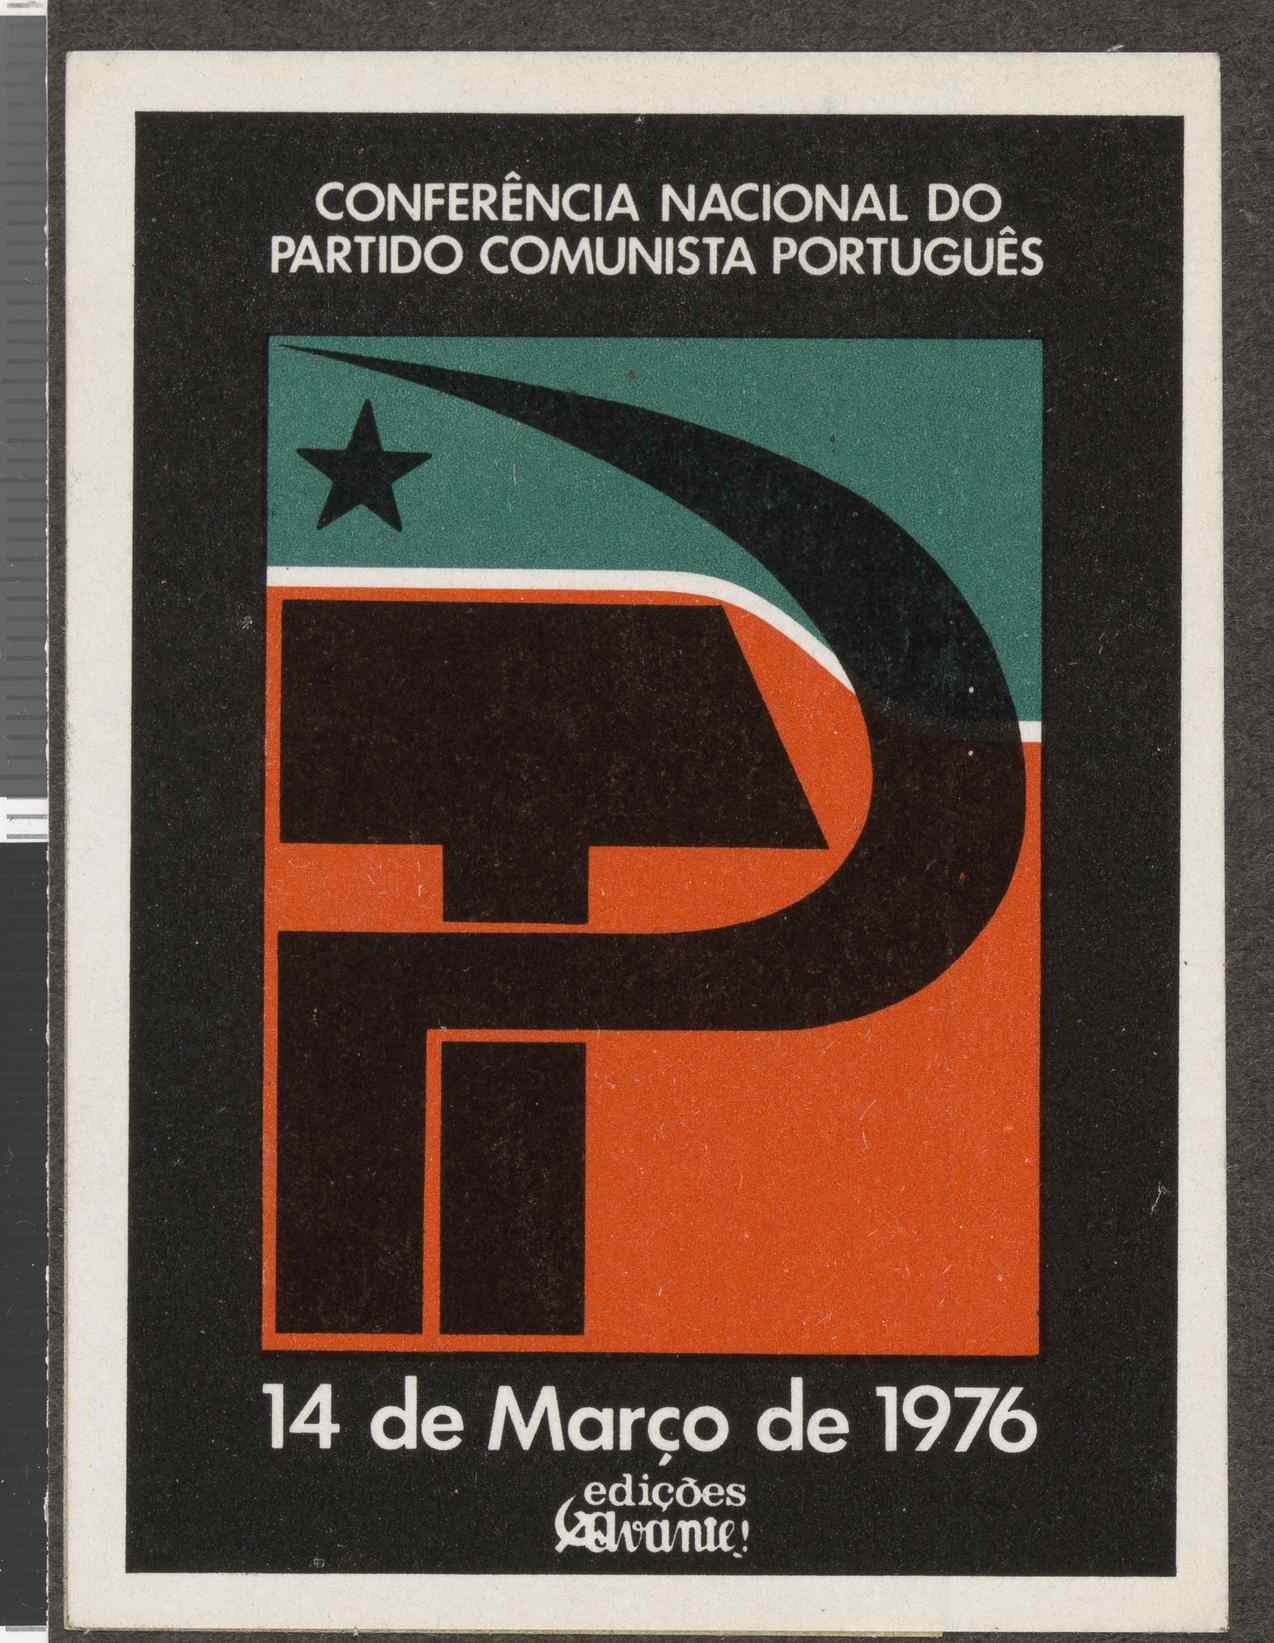 CONFERÊNCIA NACIONAL DO
PARTIDO COMUNISTA PORTUGUÊS
14 de Março de 1976
edições
Avante!